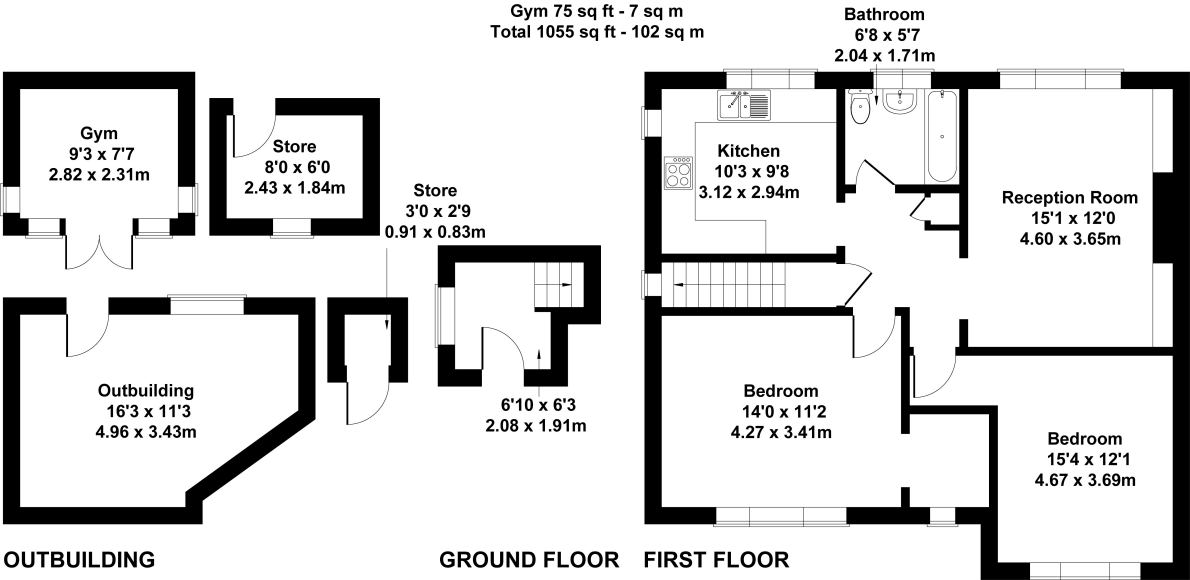 Gym 75 sq ft - 7 sq m
Total 1055 sq ft - 102 sq m
Bathroom
6'8 x 5'7
2.04 x 1.71m
Gym
9'3 x 7'7
2.82 x 2.31m
Store
8'0 x 6'0
2.43 x 1.84m
Store
3'0 x 2'9
0.91 x 0.83m
Kitchen
10'3 x 9'8
3.12 x 2.94m
Reception Room
15'1 x 12'0
4.60 x 3.65m
Outbuilding
16'3 x 11'3
4.96 x 3.43m
6'10 x 6'3
2.08 x 1.91m
Bedroom
14'0 x 11'2
4.27 x 3.41m
Bedroom
15'4 x 12'1
4.67 x 3.69m
OUTBUILDING
GROUND FLOOR
FIRST FLOOR